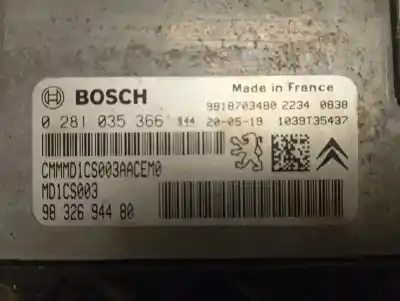 Made in France
BOSCH
9818703480 2234 0838
0 281 035 366 944 20-05-19 1039T35437
CMMMD1CS003AACEM0
MD1CS003
98 326 944 80